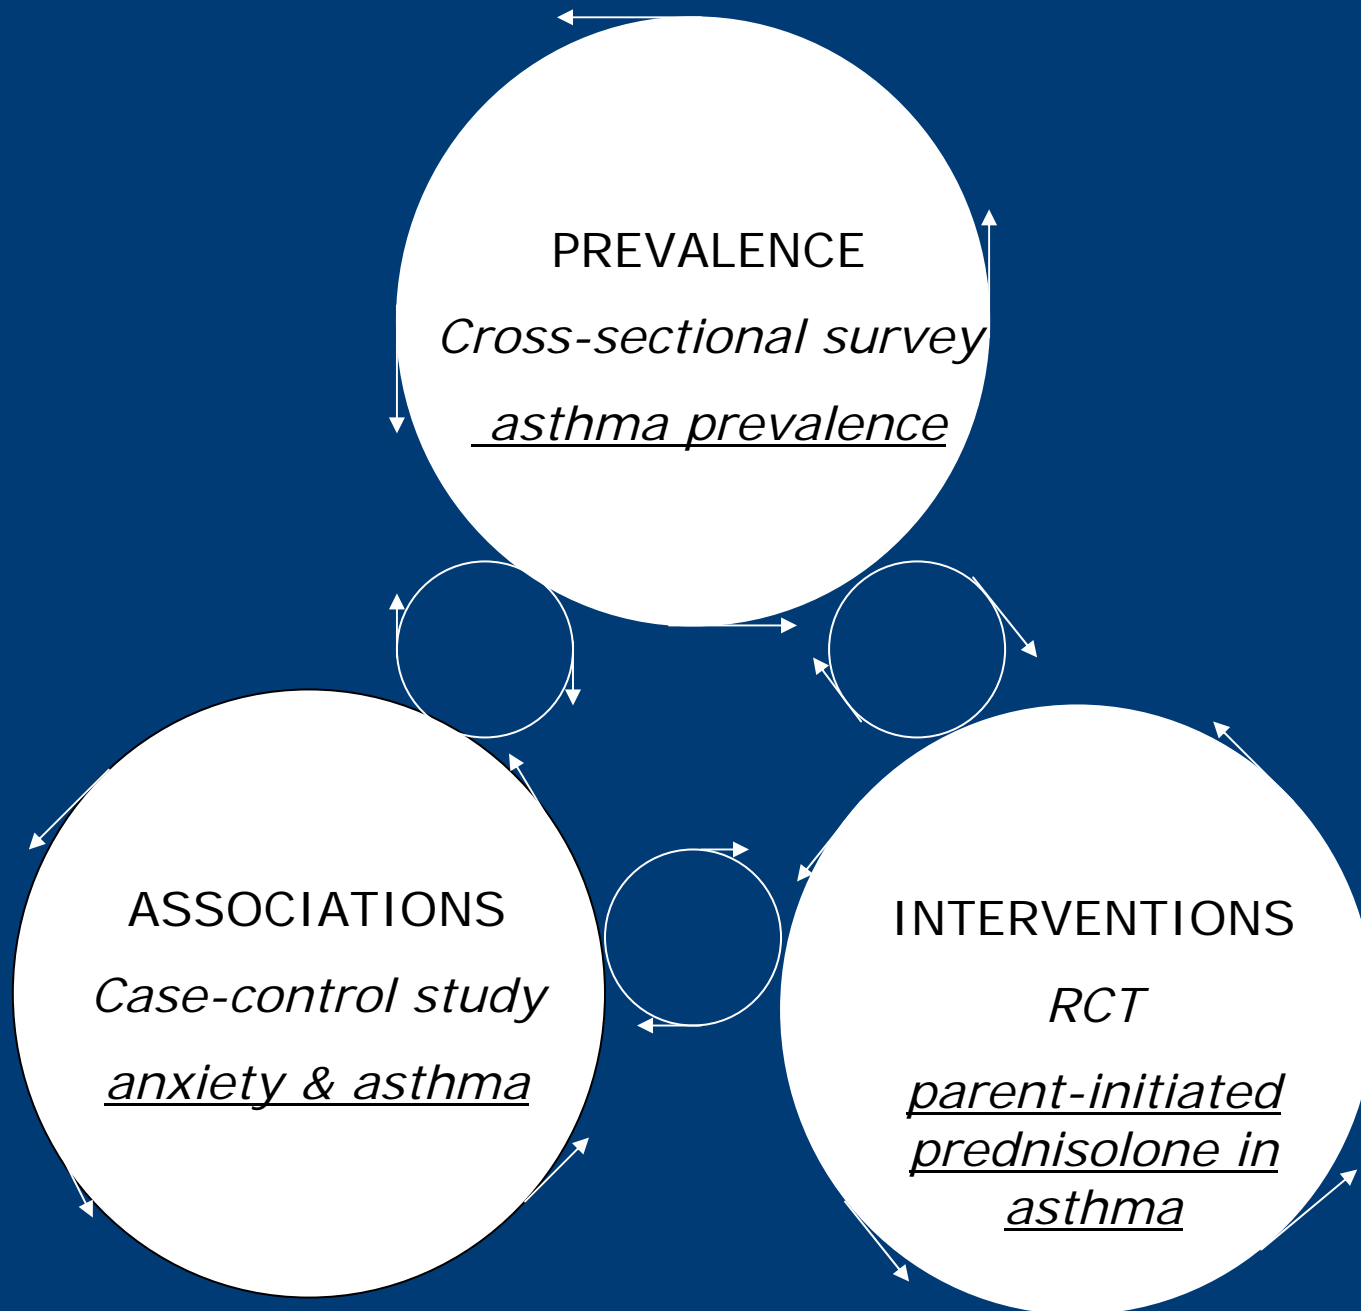 PREVALENCE
Cross-sectional survey
asthma prevalence
ASSOCIATIONS
Case-control study
anxiety & asthma
INTERVENTIONS
RCT
parent-initiated
prednisolone in
asthma